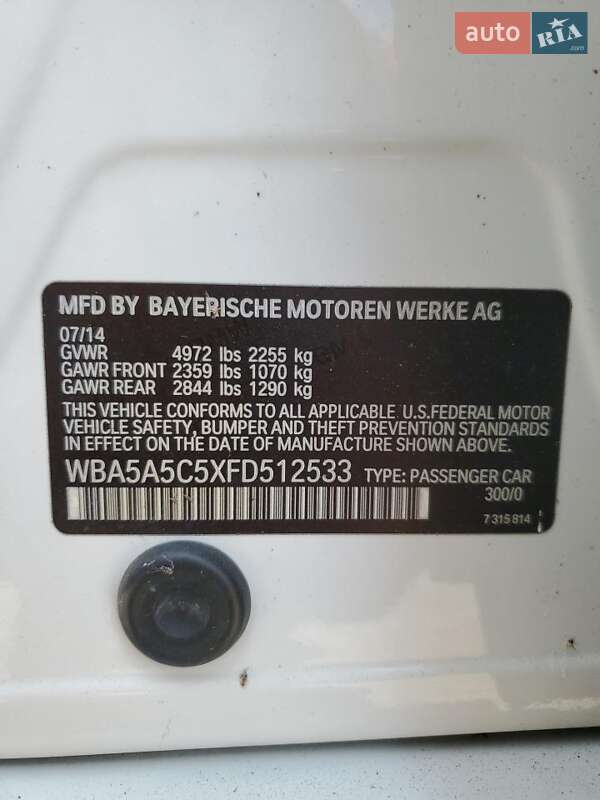 auto RIA
.com
MFD BY BAYERISCHE MOTOREN WERKE AG
07/14
GVWR 4972 lbs 2255 kg
GAWR FRONT 2359 lbs 1070 kg
GAWR REAR 2844 lbs 1290 kg
THIS VEHICLE CONFORMS TO ALL APPLICABLE U.S.FEDERAL MOTOR
VEHICLE SAFETY, BUMPER AND THEFT PREVENTION STANDARDS
IN EFFECT ON THE DATE OF MANUFACTURE SHOWN ABOVE.
WBA5A5C5XFD512533 TYPE: PASSENGER CAR
300/0
7 315 814